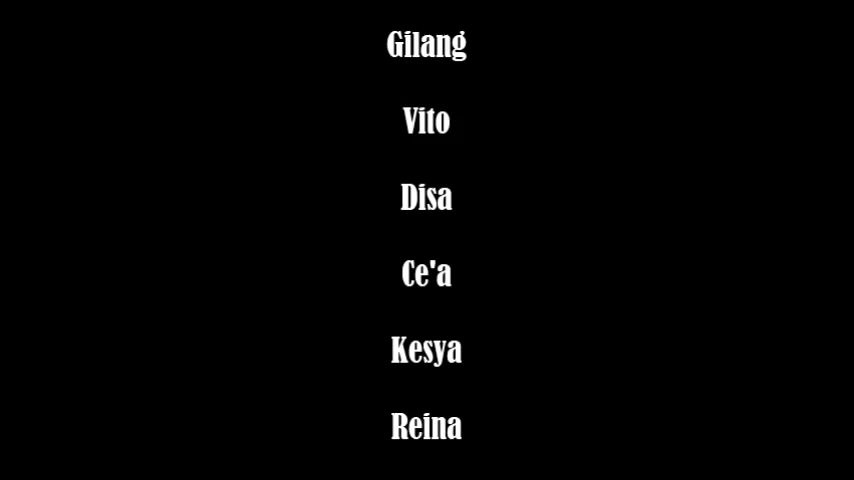 Gilang
Vito
Disa
Ce'a
Kesya
Reina